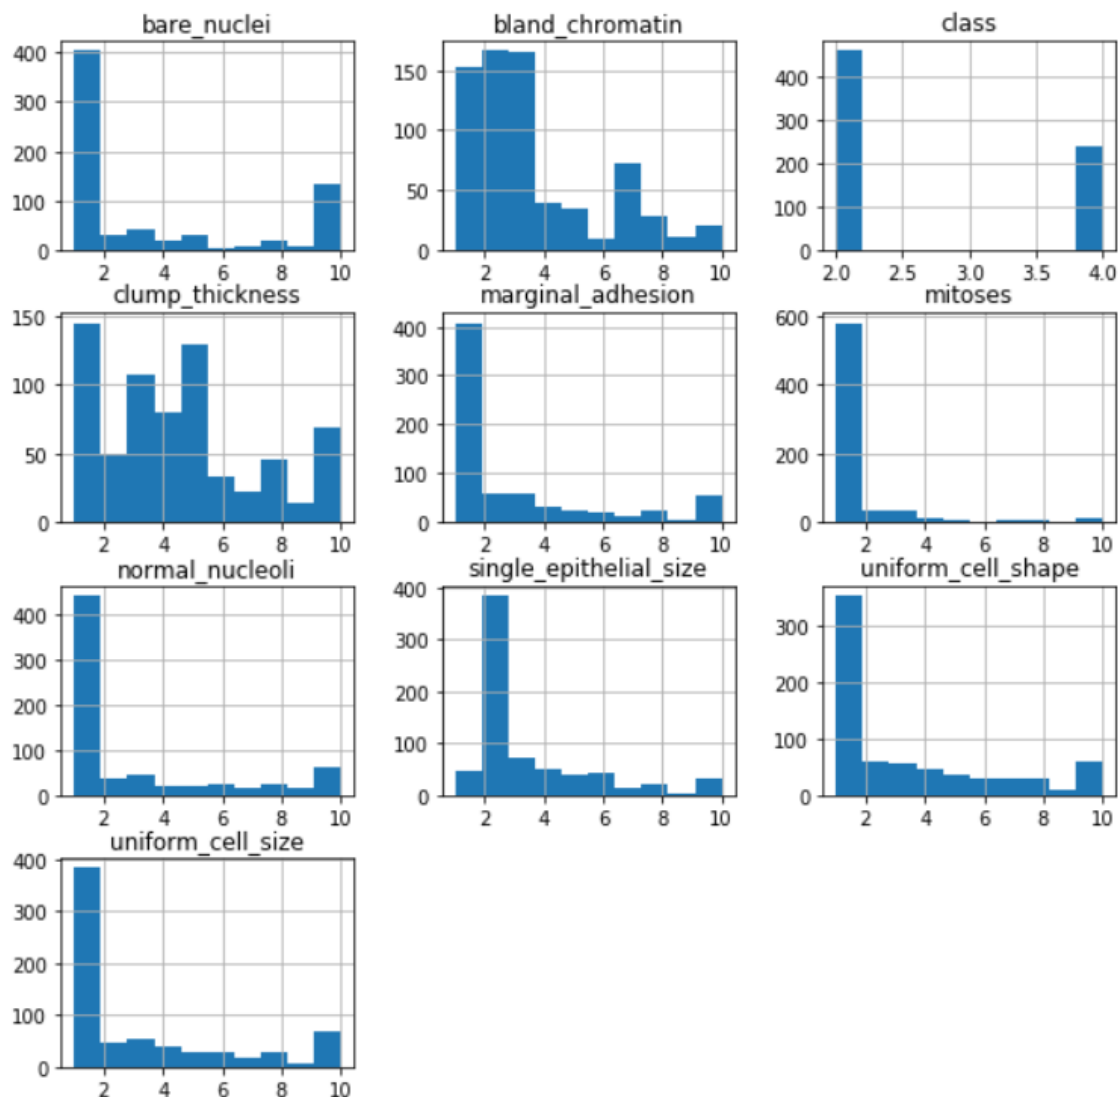 bare_nuclei
400
300
200
100
0
2 4 6 8 10
bland_chromatin
150
100
50
0
2 4 6 8 10
class
400
300
200
100
0
2.0 2.5 3.0 3.5 4.0
clump_thickness
150
100
50
0
2 4 6 8 10
marginal_adhesion
400
300
200
100
0
2 4 6 8 10
mitoses
600
400
200
0
2 4 6 8 10
normal_nucleoli
400
300
200
100
0
2 4 6 8 10
single_epithelial_size
400
300
200
100
0
2 4 6 8 10
uniform_cell_shape
300
200
100
0
2 4 6 8 10
uniform_cell_size
400
300
200
100
0
2 4 6 8 10